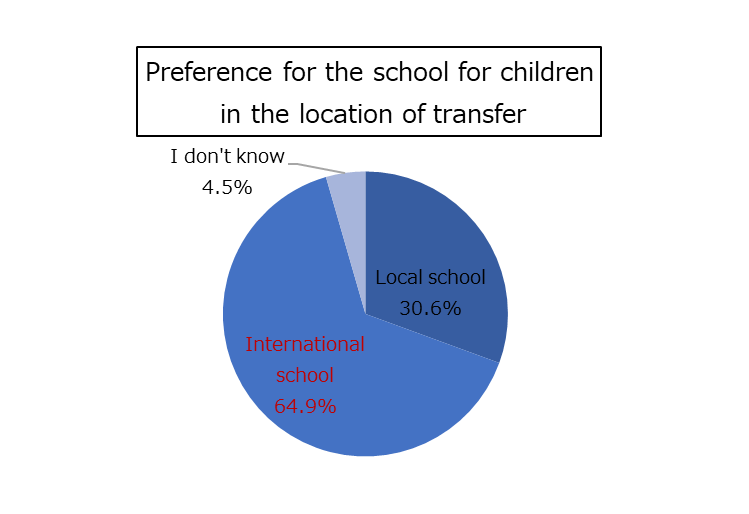 Preference for the school for children
in the location of transfer
I don't know
4.5%
Local school
30.6%
International
school
64.9%